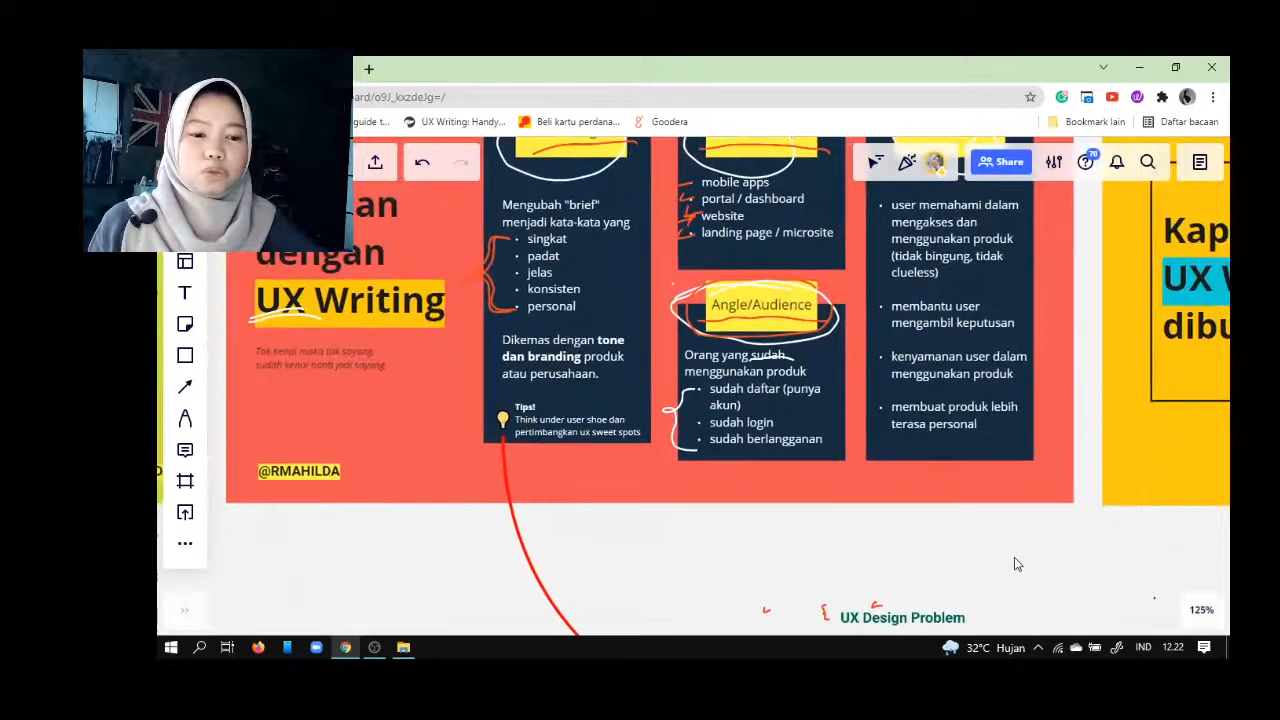 +
ard/o9J_kxzdeJg=/
guide t...
UX Writing: Handy...
Beli kartu perdana...
Goodera
Bookmark lain
Daftar bacaan
Share
an
dengan
UX Writing
Tak kenal maka tak sayang,
sudah kenal nanti jadi sayang
@RMAHILDA
Mengubah "brief"
menjadi kata-kata yang
• singkat
• padat
• jelas
• konsisten
• personal
Dikemas dengan tone
dan branding produk
atau perusahaan.
Tips!
Think under user shoe dan
pertimbangkan ux sweet spots
mobile apps
portal / dashboard
website
landing page / microsite
Angle/Audience
Orang yang sudah
menggunakan produk
• sudah daftar (punya
akun)
• sudah login
• sudah berlangganan
• user memahami dalam
mengakses dan
menggunakan produk
(tidak bingung, tidak
clueless)
• membantu user
mengambil keputusan
• kenyamanan user dalam
menggunakan produk
• membuat produk lebih
terasa personal
Kap
UX W
dibu
UX Design Problem
125%
32°C Hujan
IND
12.22